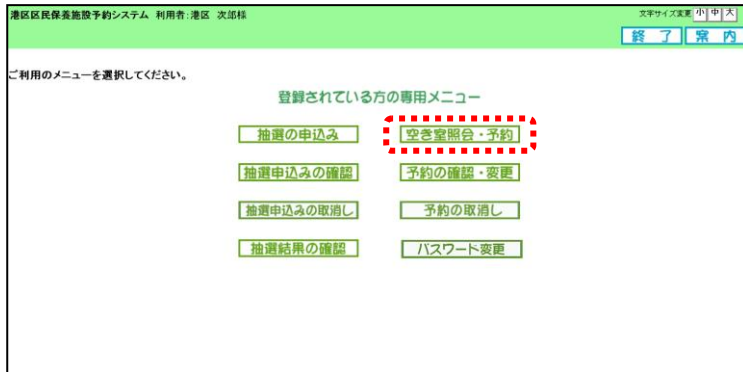 港区区民保養施設予約システム 利用者:港区 次郎様
文字サイズ変更 小 中 大
終 了 案 内
ご利用のメニューを選択してください。
登録されている方の専用メニュー
抽選の申込み 空き室照会・予約
抽選申込みの確認 予約の確認・変更
抽選申込みの取消し 予約の取消し
抽選結果の確認 パスワード変更